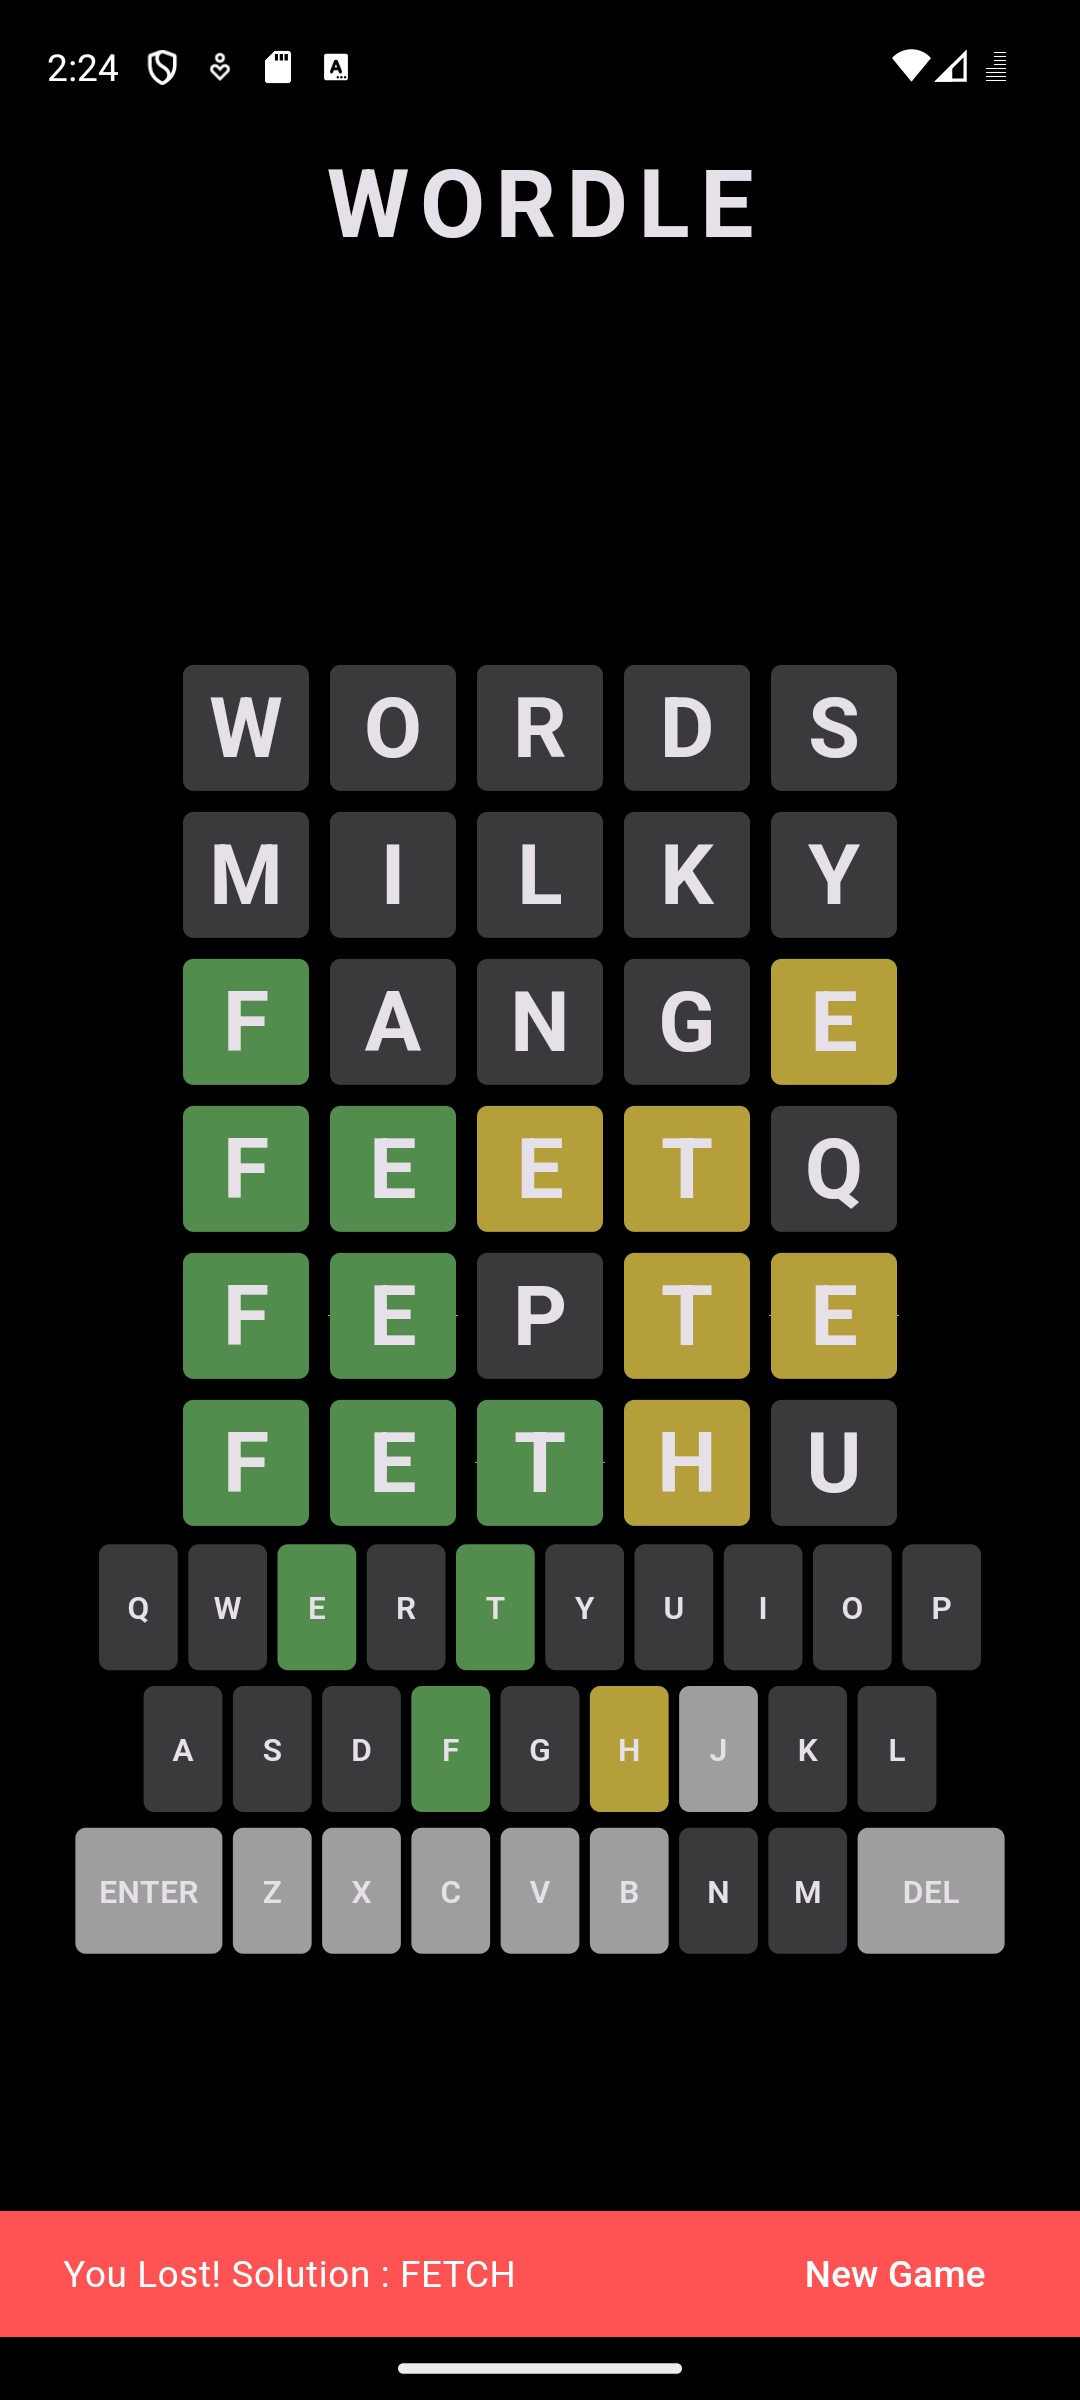 2:24
WORDLE
W O R D S
M I L K Y
F A N G E
F E E T Q
F E P T E
F E T H U
Q W E R T Y U I O P
A S D F G H J K L
ENTER Z X C V B N M DEL
You Lost! Solution : FETCH New Game